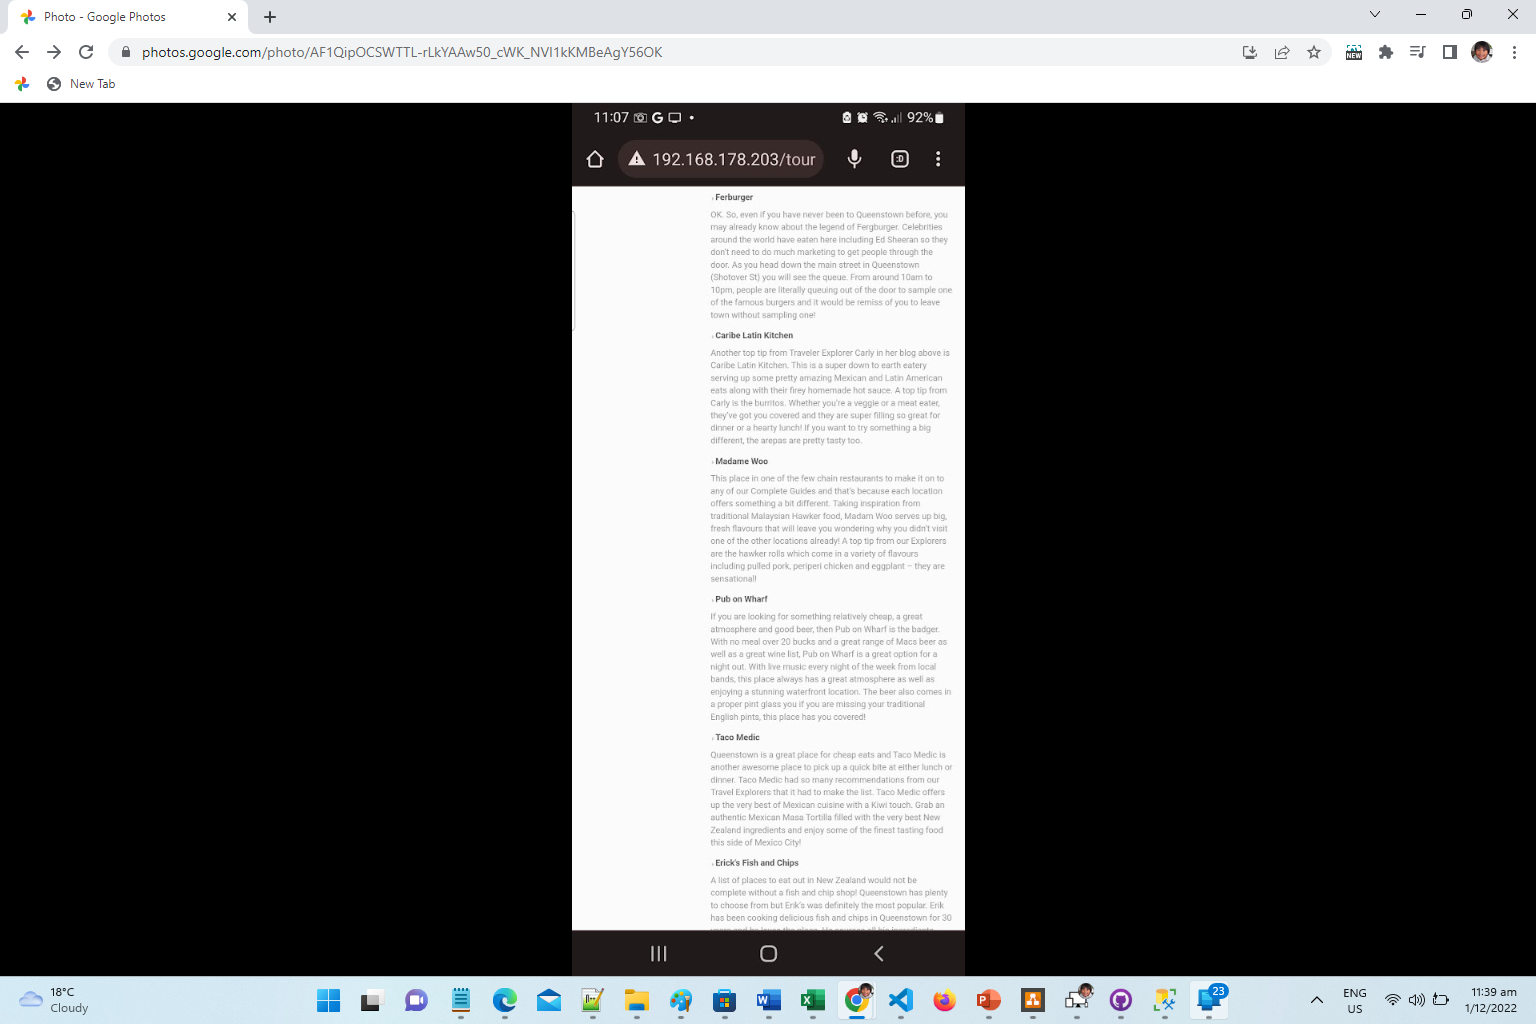 Photo - Google Photos
photos.google.com/photo/AF1QipOCSWTTL-rLkYAAw50_cWK_NVl1kKMBeAgY56OK
NEW
New Tab
11:07
92%
192.168.178.203/tour
:D
› Ferburger
OK. So, even if you have never been to Queenstown before, you
may already know about the legend of Fergburger. Celebrities
around the world have eaten here including Ed Sheeran so they
don't need to do much marketing to get people through the
door. As you head down the main street in Queenstown
(Shotover St) you will see the queue. From around 10am to
10pm, people are literally queuing out of the door to sample one
of the famous burgers and it would be remiss of you to leave
town without sampling one!
› Caribe Latin Kitchen
Another top tip from Traveler Explorer Carly in her blog above is
Caribe Latin Kitchen. This is a super down to earth eatery
serving up some pretty amazing Mexican and Latin American
eats along with their firey homemade hot sauce. A top tip from
Carly is the burritos. Whether you're a veggie or a meat eater,
they've got you covered and they are super filling so great for
dinner or a hearty lunch! If you want to try something a big
different, the arepas are pretty tasty too.
› Madame Woo
This place in one of the few chain restaurants to make it on to
any of our Complete Guides and that's because each location
offers something a bit different. Taking inspiration from
traditional Malaysian Hawker food, Madam Woo serves up big,
fresh flavours that will leave you wondering why you didn't visit
one of the other locations already! A top tip from our Explorers
are the hawker rolls which come in a variety of flavours
including pulled pork, periperi chicken and eggplant – they are
sensational!
› Pub on Wharf
If you are looking for something relatively cheap, a great
atmosphere and good beer, then Pub on Wharf is the badger.
With no meal over 20 bucks and a great range of Macs beer as
well as a great wine list, Pub on Wharf is a great option for a
night out. With live music every night of the week from local
bands, this place always has a great atmosphere as well as
enjoying a stunning waterfront location. The beer also comes in
a proper pint glass you if you are missing your traditional
English pints, this place has you covered!
› Taco Medic
Queenstown is a great place for cheap eats and Taco Medic is
another awesome place to pick up a quick bite at either lunch or
dinner. Taco Medic had so many recommendations from our
Travel Explorers that it had to make the list. Taco Medic offers
up the very best of Mexican cuisine with a Kiwi touch. Grab an
authentic Mexican Masa Tortilla filled with the very best New
Zealand ingredients and enjoy some of the finest tasting food
this side of Mexico City!
› Erick's Fish and Chips
A list of places to eat out in New Zealand would not be
complete without a fish and chip shop! Queenstown has plenty
to choose from but Erik's was definitely the most popular. Erik
has been cooking delicious fish and chips in Queenstown for 30
18°C
Cloudy
23
ENG
US
11:39 am
1/12/2022